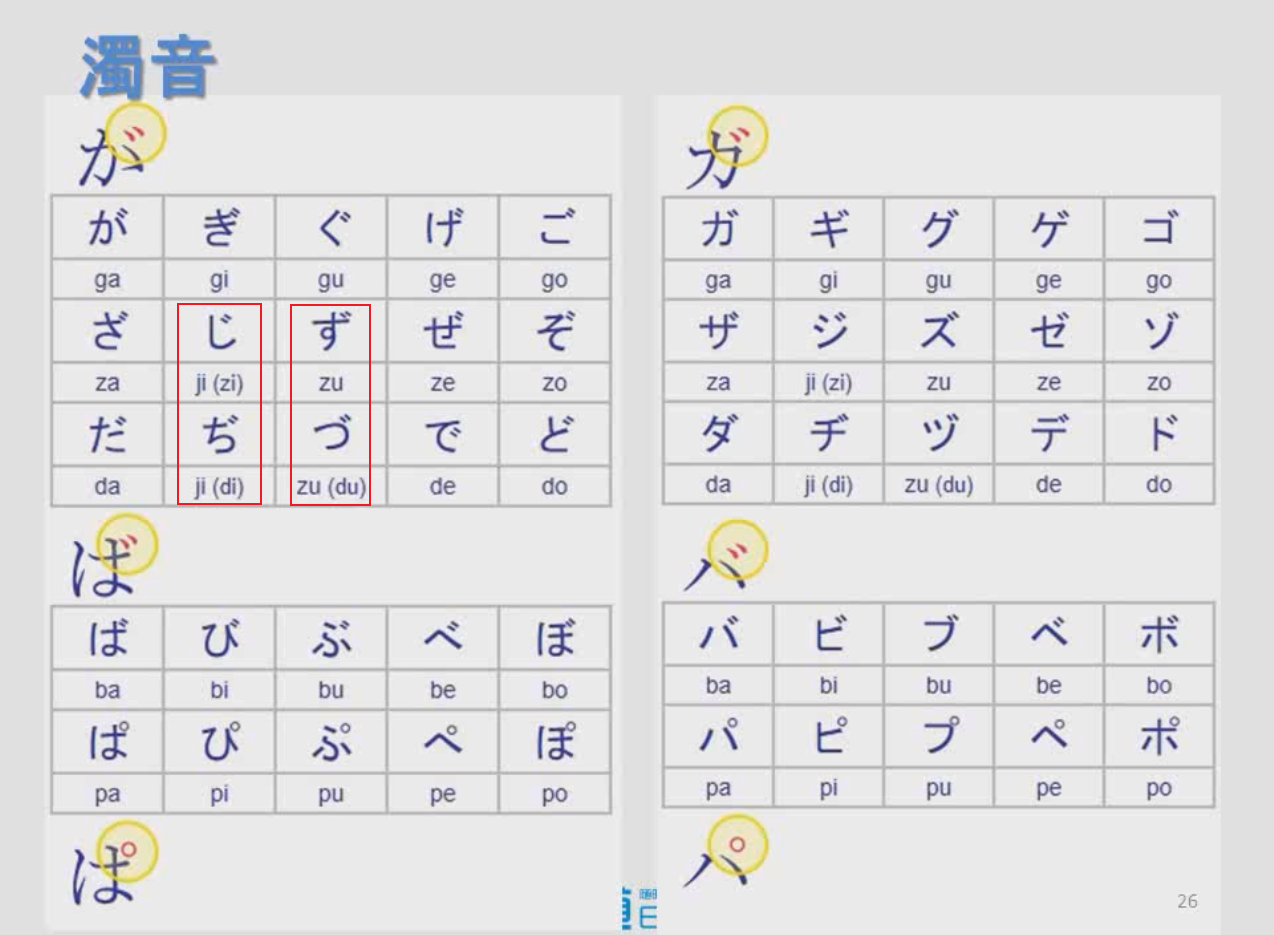 濁音
が
が ぎ ぐ げ ご
ga gi gu ge go
ざ じ ず ぜ ぞ
za ji (zi) zu ze zo
だ ぢ づ で ど
da ji (di) zu (du) de do
ば
ば び ぶ べ ぼ
ba bi bu be bo
ぱ ぴ ぷ ぺ ぽ
pa pi pu pe po
ぱ
ガ
ガ ギ グ ゲ ゴ
ga gi gu ge go
ザ ジ ズ ゼ ゾ
za ji (zi) zu ze zo
ダ ヂ ヅ デ ド
da ji (di) zu (du) de do
バ
バ ビ ブ ベ ボ
ba bi bu be bo
パ ピ プ ペ ポ
pa pi pu pe po
パ
26